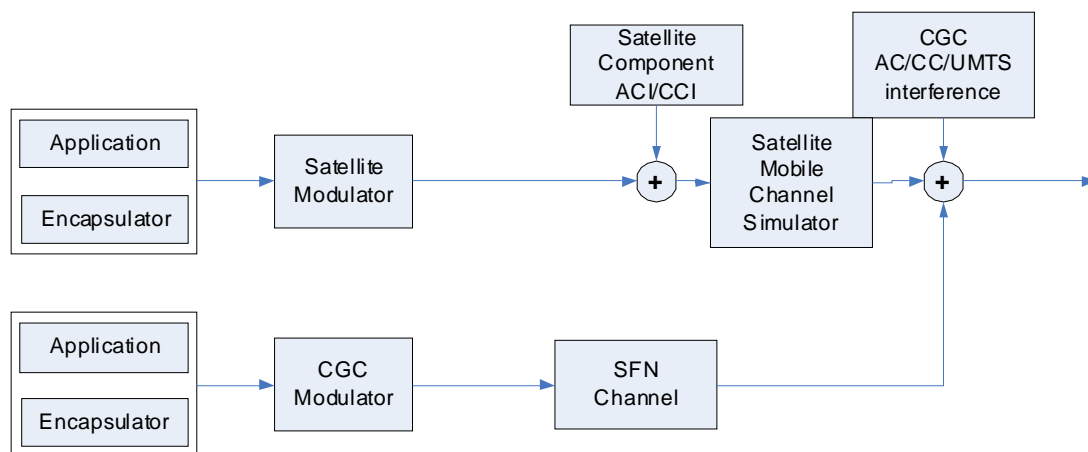 Satellite
Component
ACI/CCI
CGC
AC/CC/UMTS
interference
Application
Encapsulator
Satellite
Modulator
+
Satellite
Mobile
Channel
Simulator
+
Application
Encapsulator
CGC
Modulator
SFN
Channel